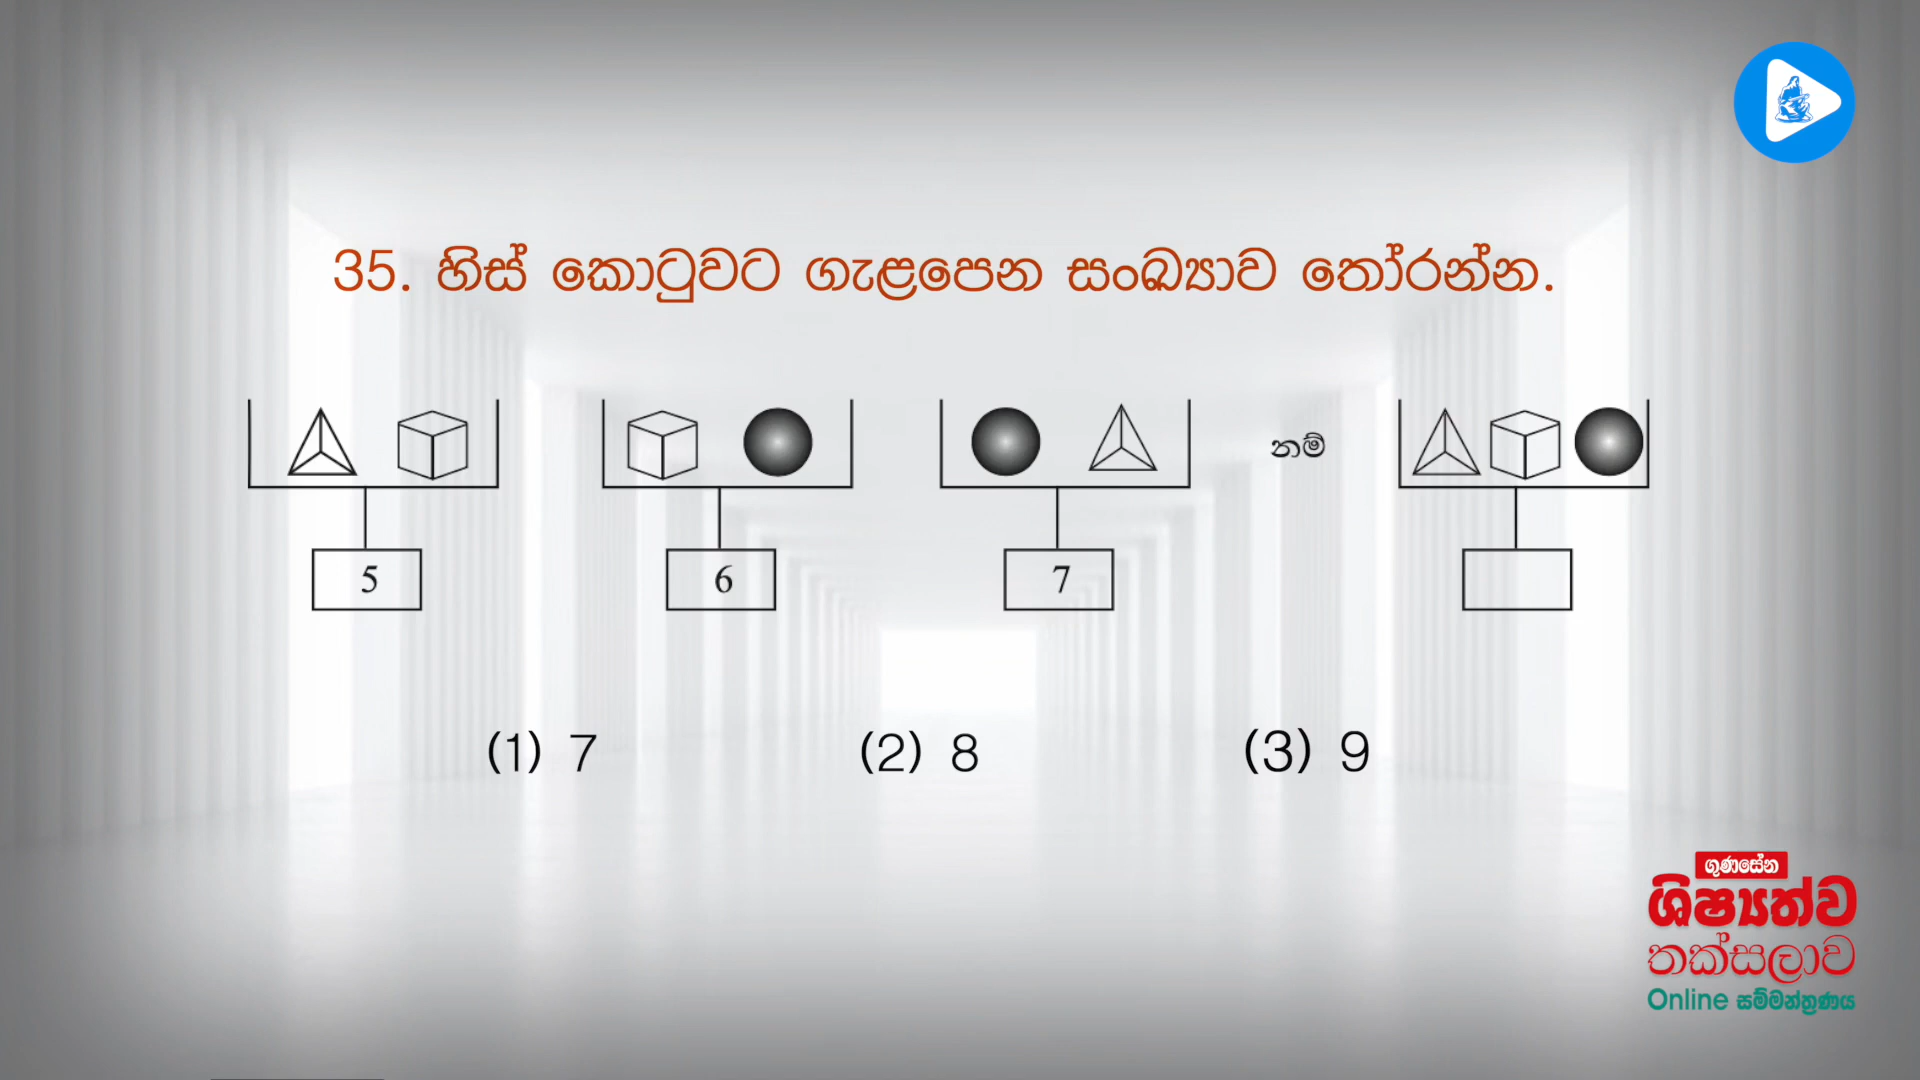 35. හිස් කොටුවට ගැළපෙන සංඛ්‍යාව තෝරන්න.
නම්
5 6 7
(1) 7 (2) 8 (3) 9
ගුණසේන
ශිෂ්‍යත්ව
තක්සලාව
Online සම්මන්ත්‍රණය